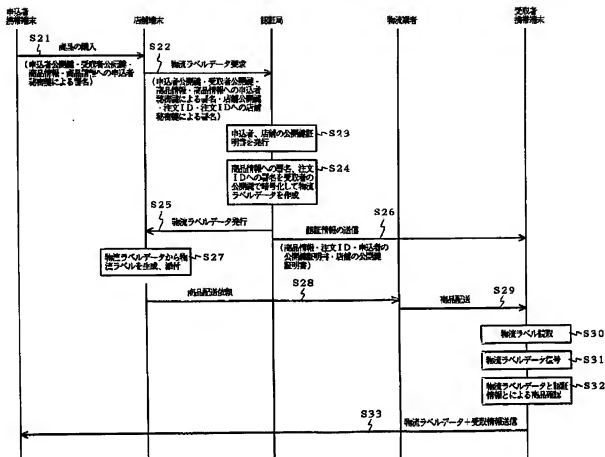 申込者
携帯端末
店舗端末
認証局
物流業者
受取者
携帯端末
S21
商品の購入
(申込者公開鍵・受取者公開鍵・
商品情報・商品情報への申込者
秘密鍵による署名)
S22
物流ラベルデータ要求
(申込者公開鍵・受取者公開鍵・
商品情報・商品情報への申込者
秘密鍵による署名・店舗公開鍵
・注文ID・注文IDへの店舗
秘密鍵による署名)
申込者、店舗の公開鍵証
明書を発行
S23
商品情報への署名、注文
IDへの署名を受取者の
公開鍵で暗号化して物流
ラベルデータを作成
S24
S25
物流ラベルデータ発行
S26
認証情報の送信
(商品情報・注文ID・申込者の
公開鍵証明書・店舗の公開鍵
証明書)
物流ラベルデータから物
流ラベルを生成、添付
S27
S28
商品配送依頼
S29
商品配送
物流ラベル読取
S30
物流ラベルデータ復号
S31
物流ラベルデータと認証
情報とによる商品確認
S32
S33
物流ラベルデータ+受取情報送信